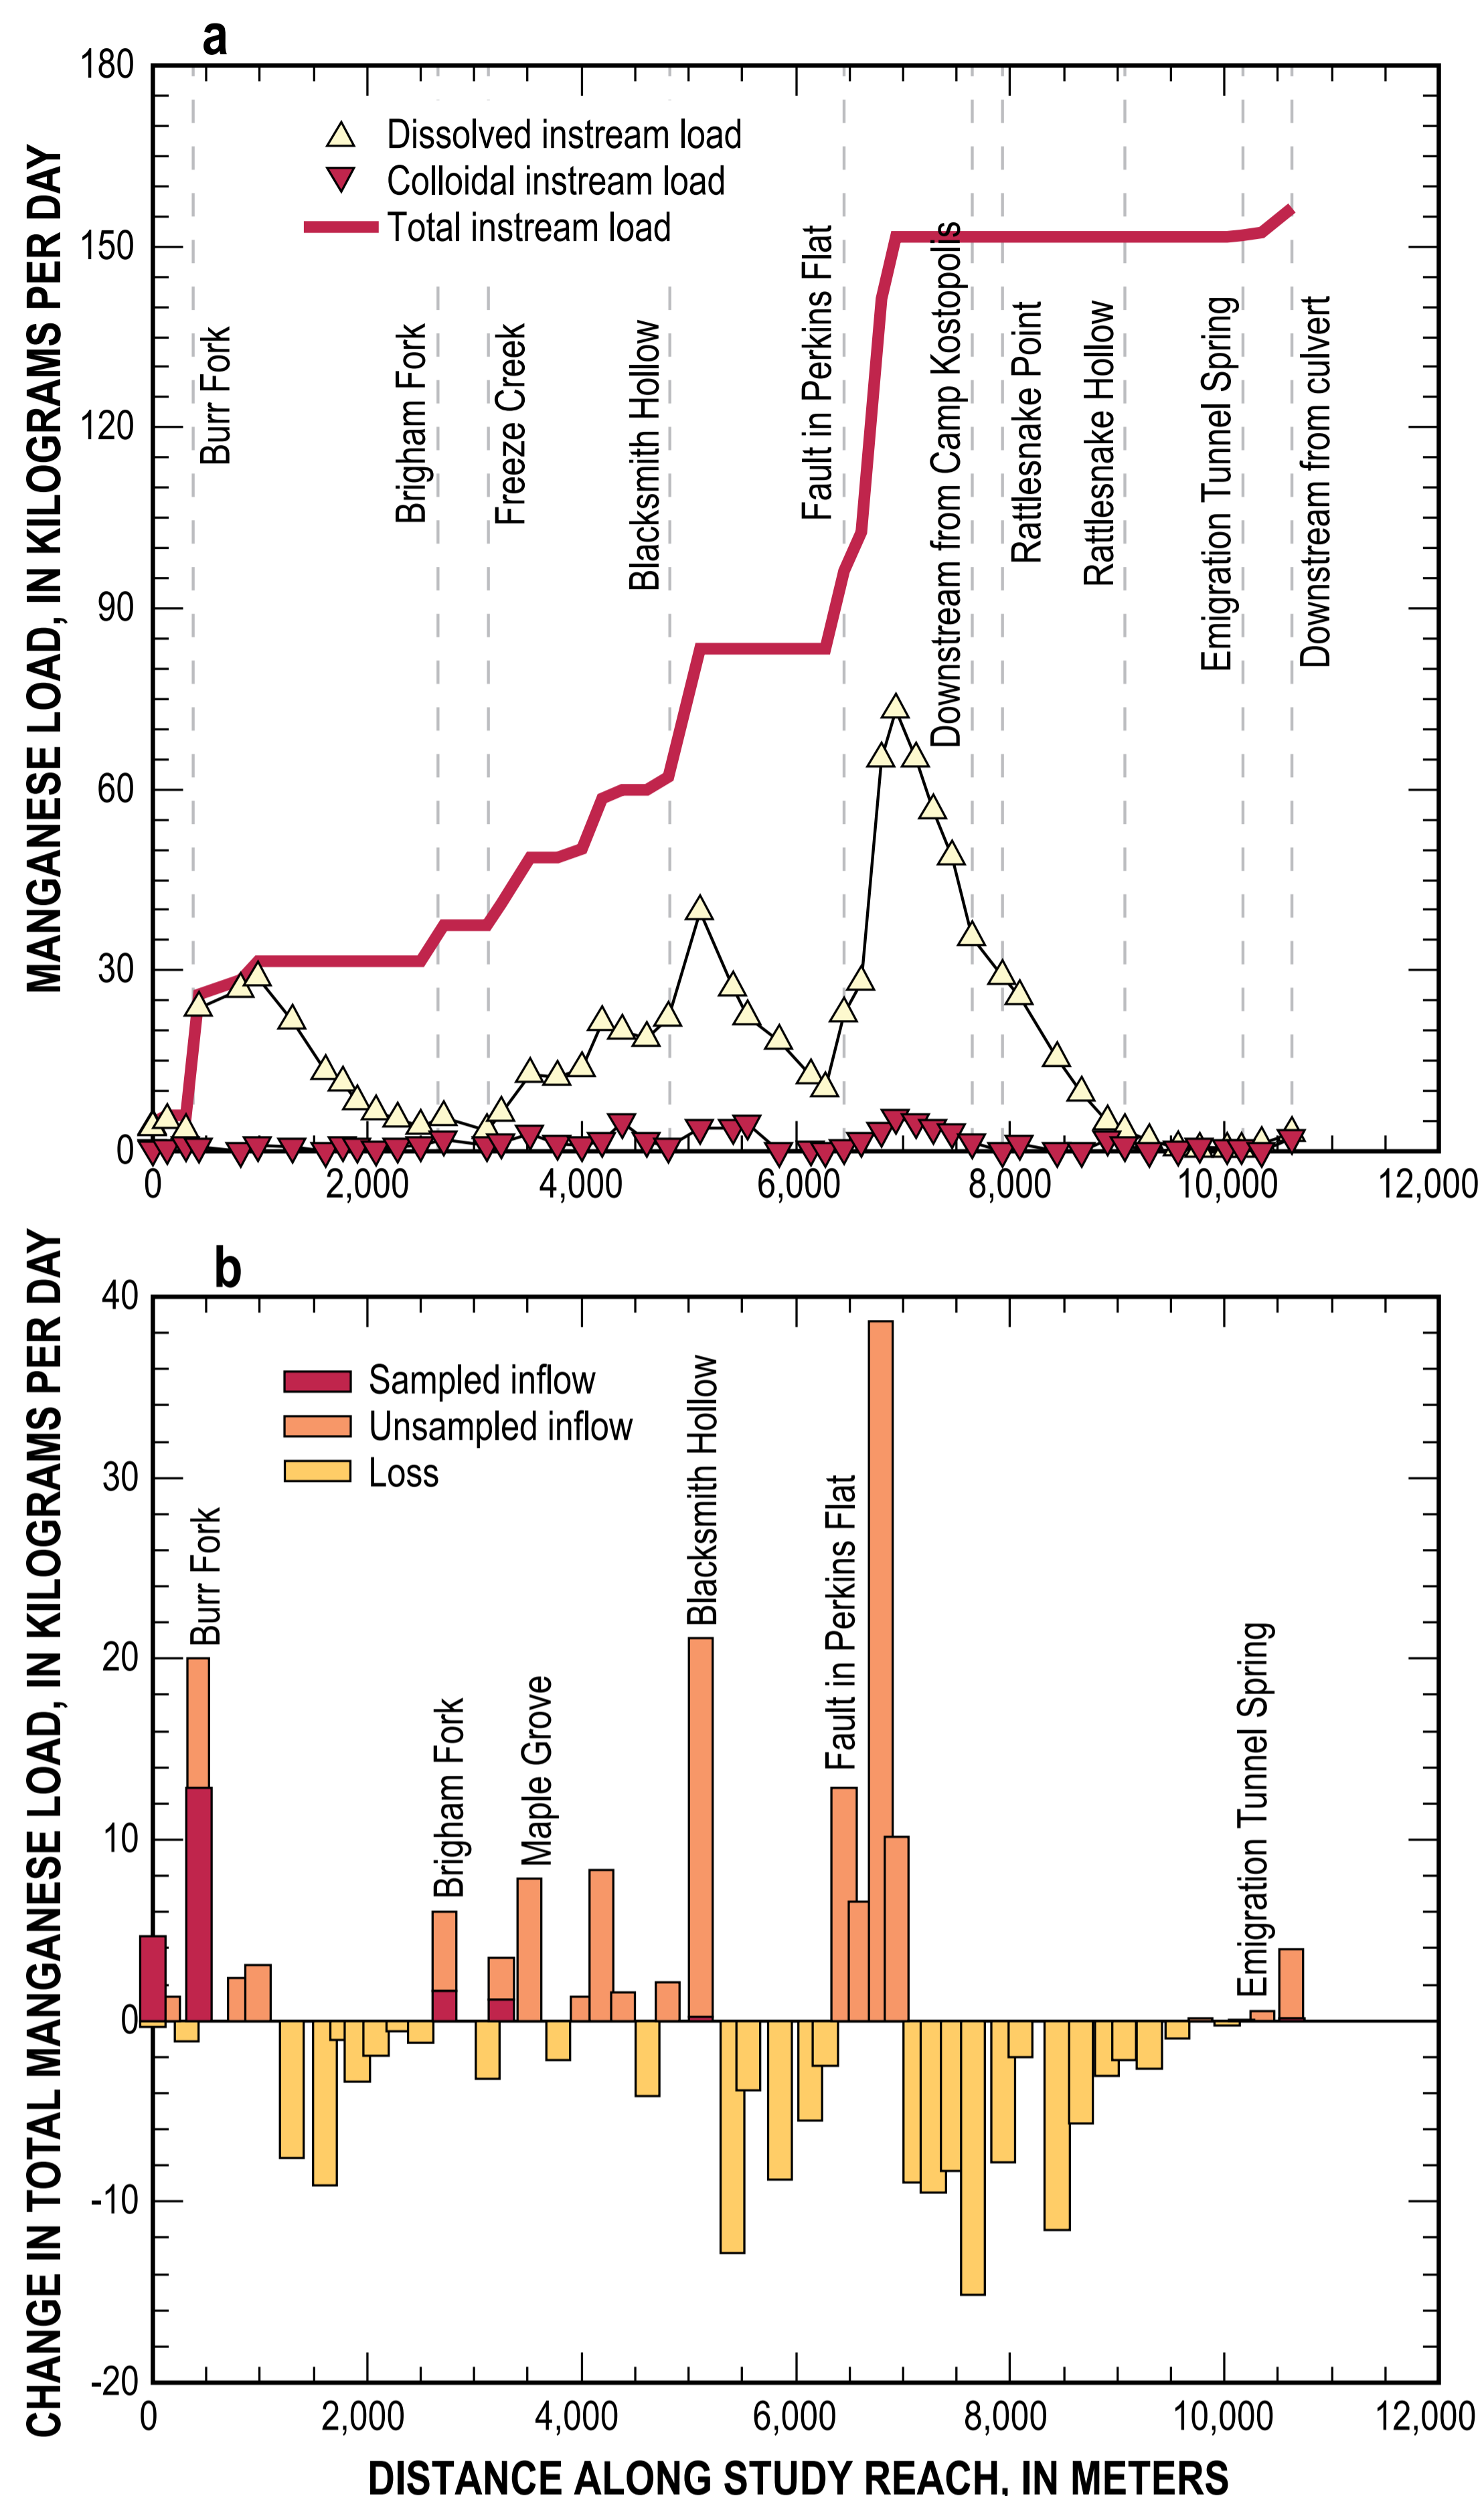 a
MANGANESE LOAD, IN KILOGRAMS PER DAY
180
150
120
90
60
30
0
Dissolved instream load
Colloidal instream load
Total instream load
Burr Fork
Brigham Fork
Freeze Creek
Blacksmith Hollow
Fault in Perkins Flat
Downstream from Camp Kostopolis
Rattlesnake Point
Rattlesnake Hollow
Emigration Tunnel Spring
Downstream from culvert
0 2,000 4,000 6,000 8,000 10,000 12,000
b
CHANGE IN TOTAL MANGANESE LOAD, IN KILOGRAMS PER DAY
40
30
20
10
0
-10
-20
Sampled inflow
Unsampled inflow
Loss
Burr Fork
Brigham Fork
Maple Grove
Blacksmith Hollow
Fault in Perkins Flat
Emigration Tunnel Spring
0 2,000 4,000 6,000 8,000 10,000 12,000
DISTANCE ALONG STUDY REACH, IN METERS